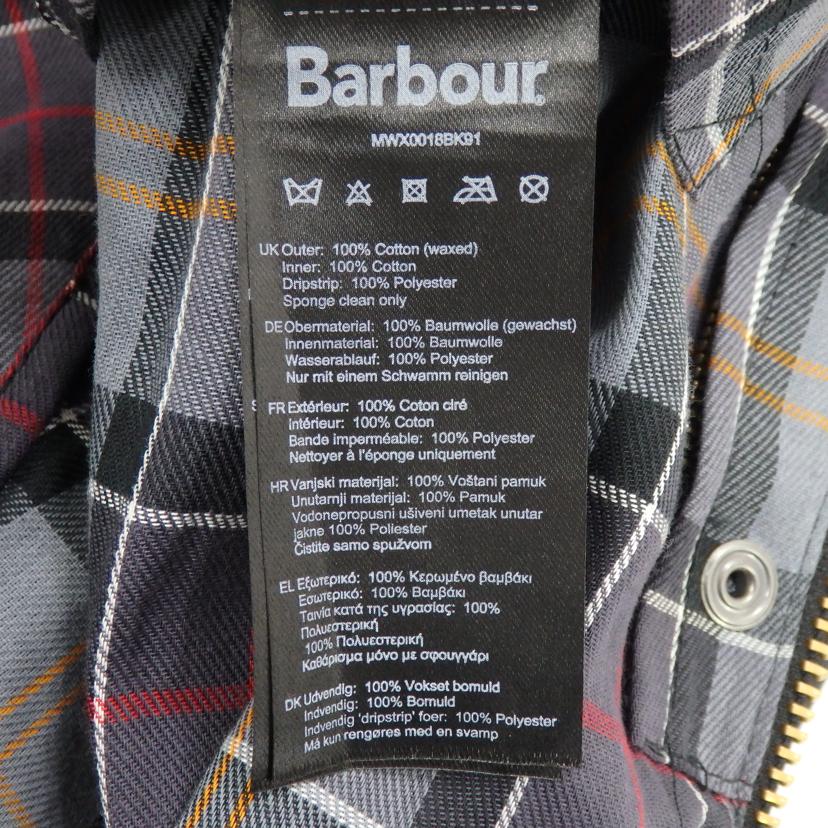 Barbour
MWX0018BK91
UK Outer: 100% Cotton (waxed)
Inner: 100% Cotton
Dripstrip: 100% Polyester
Sponge clean only
DE Obermaterial: 100% Baumwolle (gewachst)
Innenmaterial: 100% Baumwolle
Wasserablauf: 100% Polyester
Nur mit einem Schwamm reinigen
FR Extérieur: 100% Coton ciré
Intérieur: 100% Coton
Bande imperméable: 100% Polyester
Nettoyer à l'éponge uniquement
HR Vanjski materijal: 100% Voštani pamuk
Unutarnji materijal: 100% Pamuk
Vodonepropusni ušiveni umetak unutar
jakne 100% Poliester
Čistite samo spužvom
EL Εξωτερικό: 100% Κερωμένο βαμβάκι
Εσωτερικό: 100% Βαμβάκι
Ταινία κατά της υγρασίας: 100%
Πολυεστερική
100% Πολυεστερική
Καθάρισμα μόνο με σφουγγάρι
DK Udvendig: 100% Vokset bomuld
Indvendig: 100% Bomuld
Indvendig 'dripstrip' foer: 100% Polyester
Må kun rengøres med en svamp